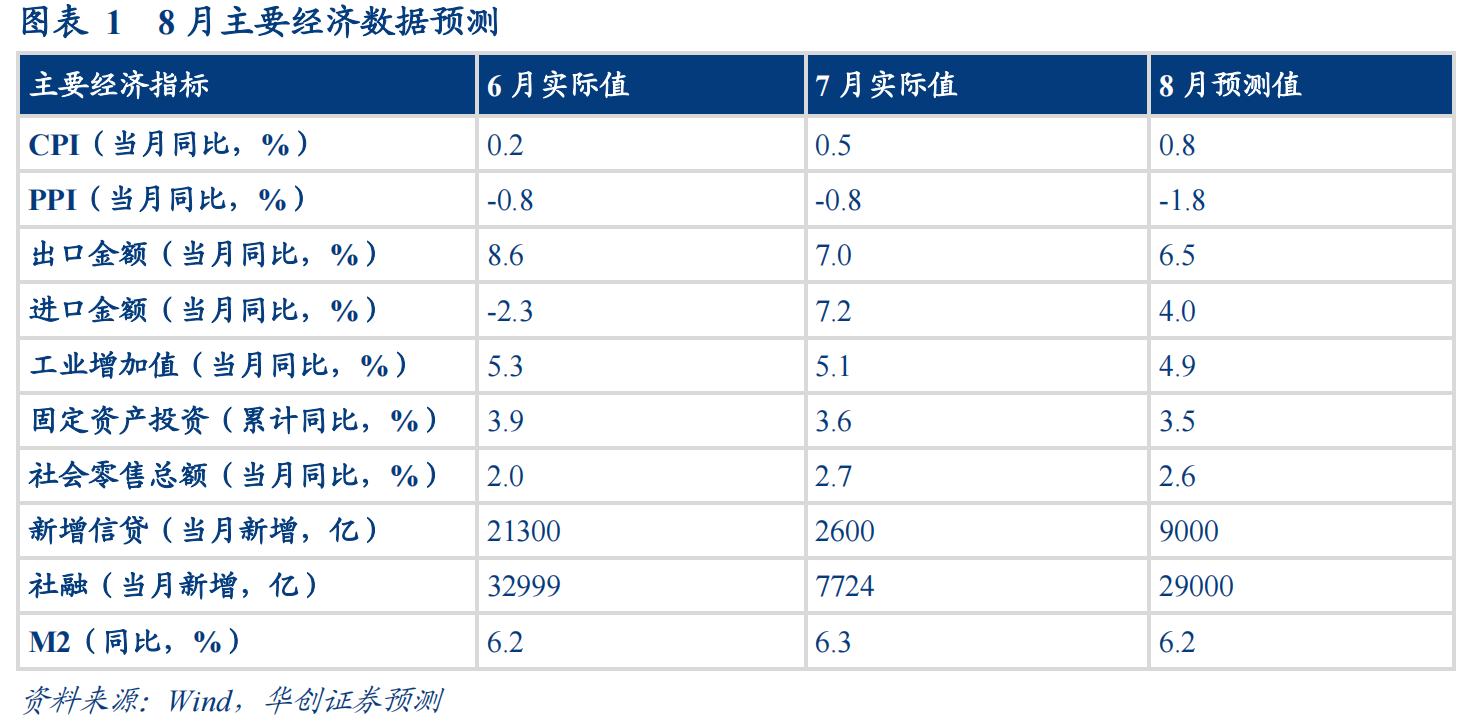 图表 1 8 月主要经济数据预测
主要经济指标 6 月实际值 7 月实际值 8 月预测值
CPI（当月同比，%） 0.2 0.5 0.8
PPI（当月同比，%） -0.8 -0.8 -1.8
出口金额（当月同比，%） 8.6 7.0 6.5
进口金额（当月同比，%） -2.3 7.2 4.0
工业增加值（当月同比，%） 5.3 5.1 4.9
固定资产投资（累计同比，%） 3.9 3.6 3.5
社会零售总额（当月同比，%） 2.0 2.7 2.6
新增信贷（当月新增，亿） 21300 2600 9000
社融（当月新增，亿） 32999 7724 29000
M2（同比，%） 6.2 6.3 6.2
资料来源：Wind，华创证券预测